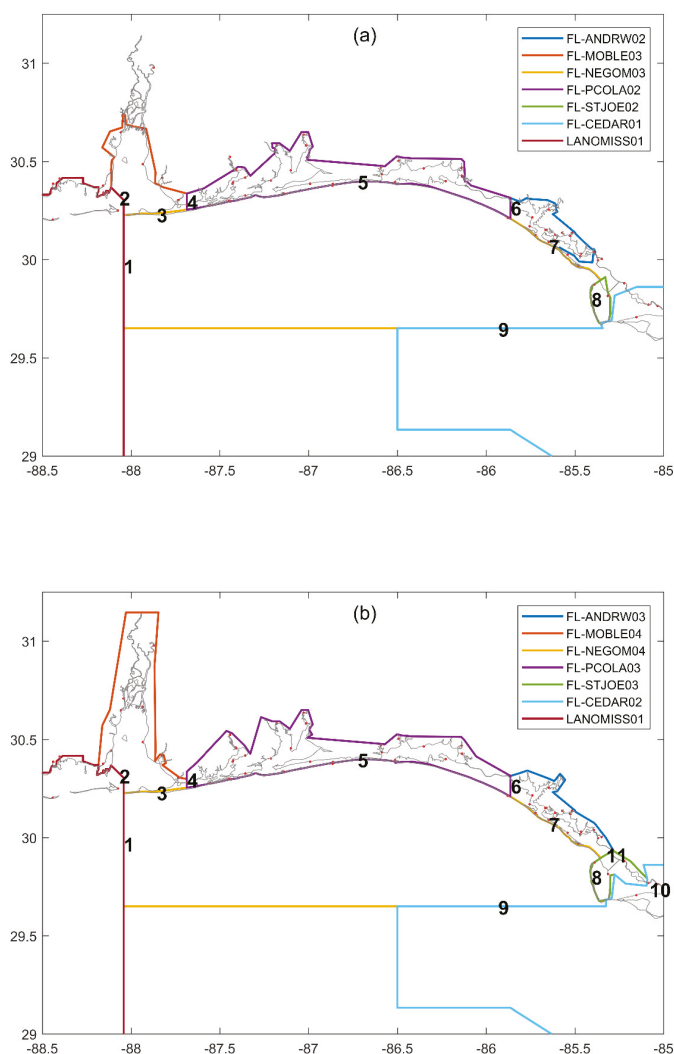 (a)
FL-ANDRW02
FL-MOBLE03
FL-NEGOM03
FL-PCOLA02
FL-STJOE02
FL-CEDAR01
LANOMISS01
31
30.5
30
29.5
29
2
3
4
5
6
1
7
8
9
-88.5
-88
-87.5
-87
-86.5
-86
-85.5
-85
(b)
FL-ANDRW03
FL-MOBLE04
FL-NEGOM04
FL-PCOLA03
FL-STJOE03
FL-CEDAR02
LANOMISS01
31
30.5
30
29.5
29
2
3
4
5
6
1
7
11
8
10
9
-88.5
-88
-87.5
-87
-86.5
-86
-85.5
-85